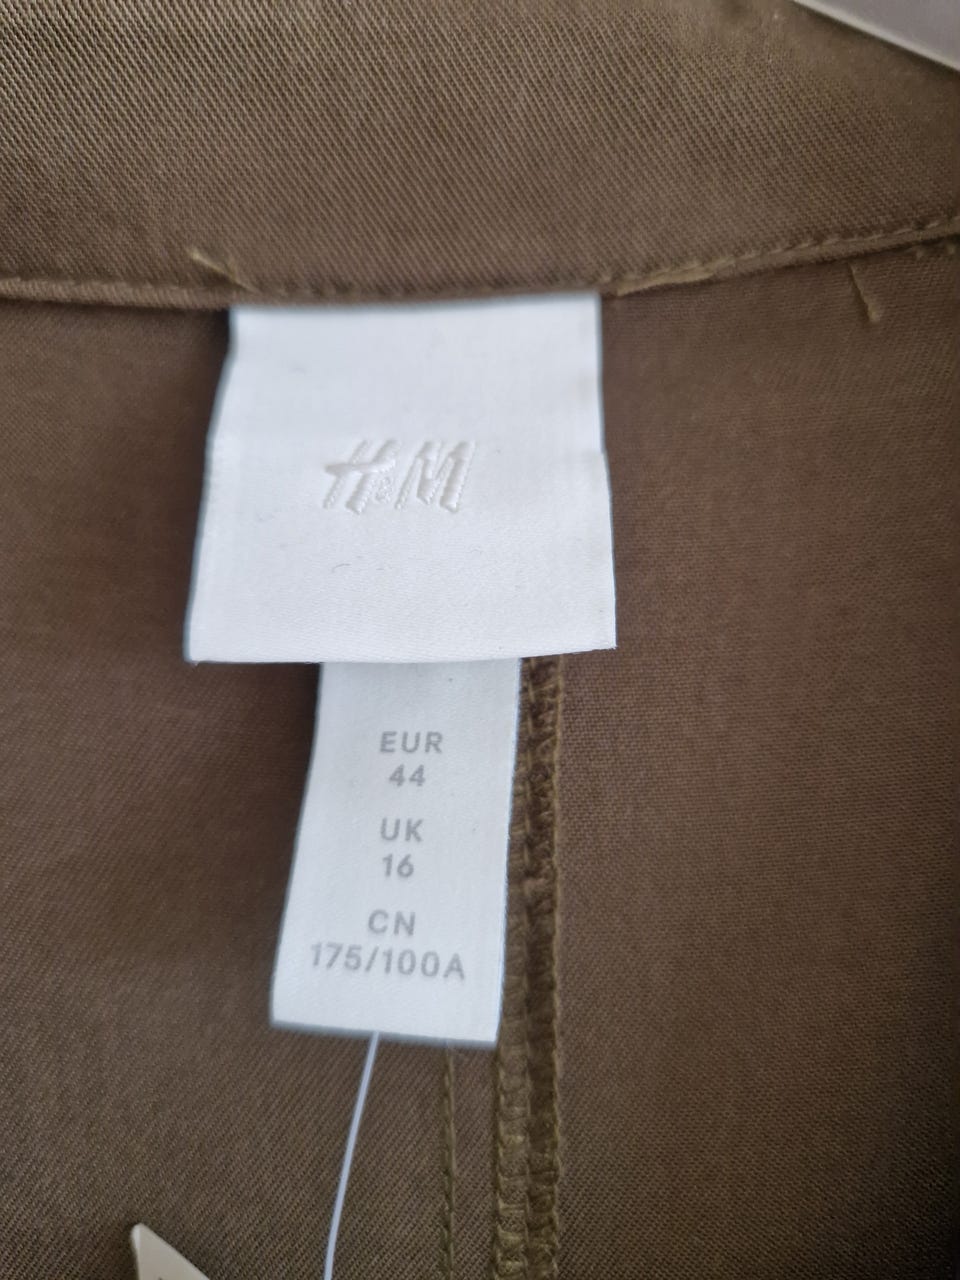 H&M
EUR
44
UK
16
CN
175/100A